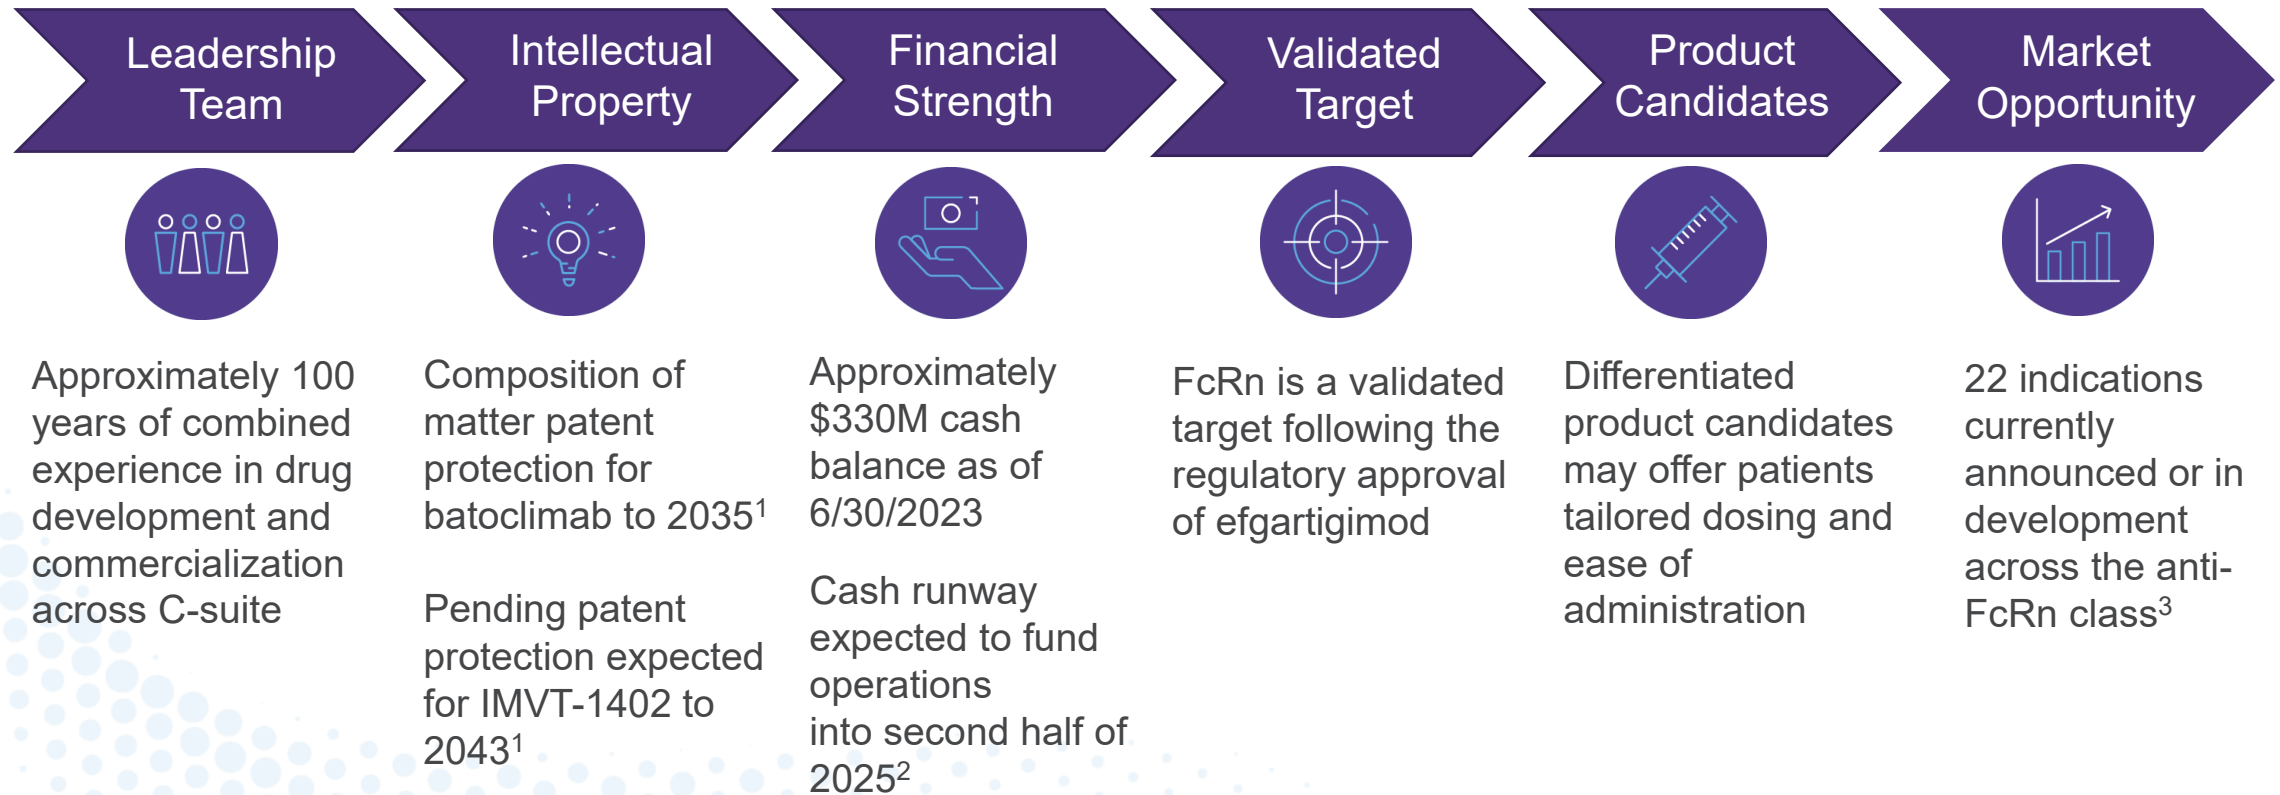 Leadership
Team
Intellectual
Property
Financial
Strength
Validated
Target
Product
Candidates
Market
Opportunity
Approximately 100
years of combined
experience in drug
development and
commercialization
across C-suite
Composition of
matter patent
protection for
batoclimab to 2035¹
Pending patent
protection expected
for IMVT-1402 to
2043¹
Approximately
$330M cash
balance as of
6/30/2023
Cash runway
expected to fund
operations
into second half of
2025²
FcRn is a validated
target following the
regulatory approval
of efgartigimod
Differentiated
product candidates
may offer patients
tailored dosing and
ease of
administration
22 indications
currently
announced or in
development
across the anti-
FcRn class³